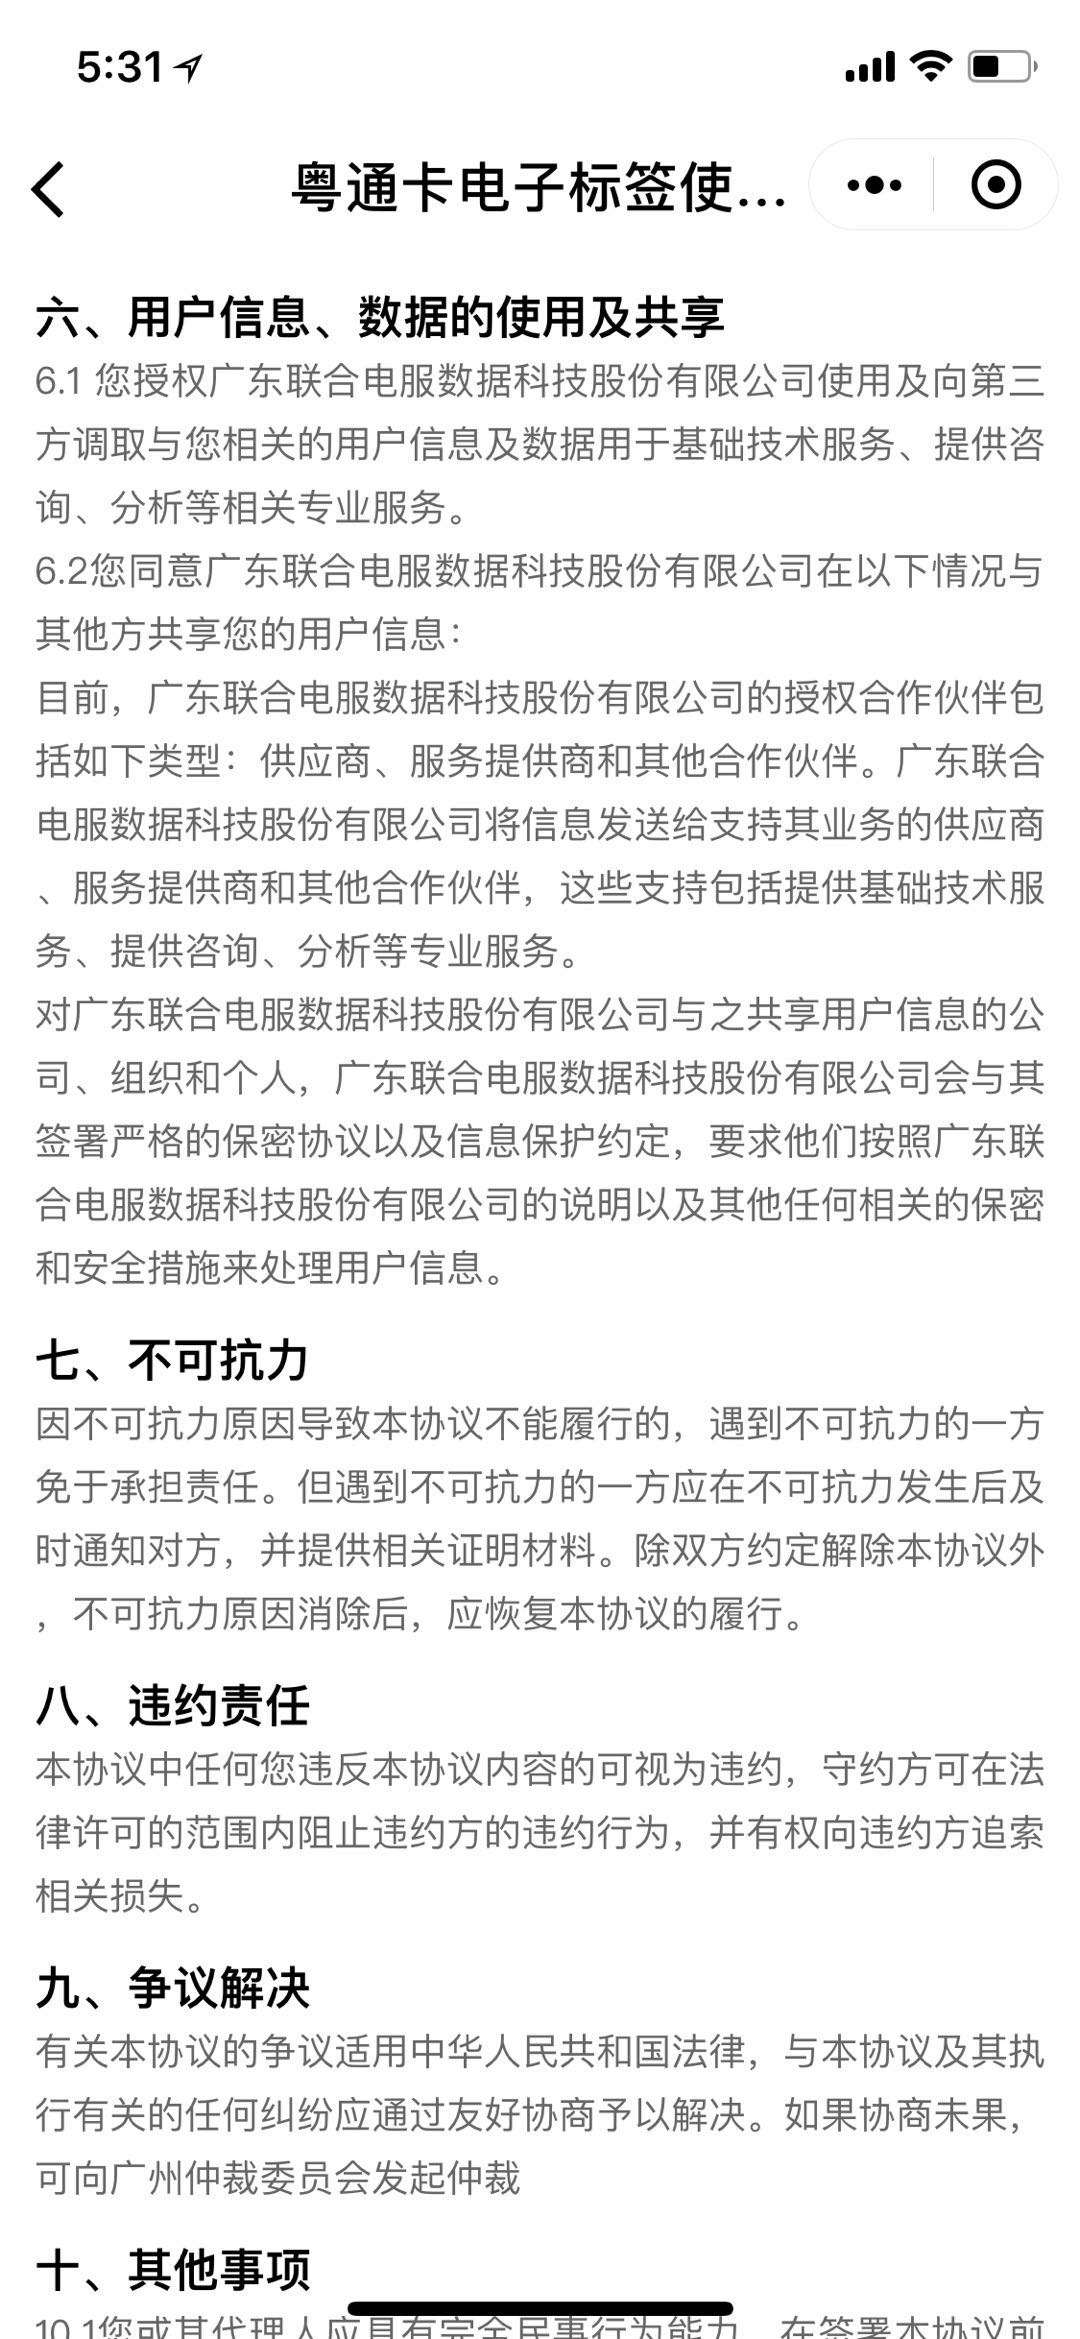 5:31
粤通卡电子标签使...
六、用户信息、数据的使用及共享
6.1 您授权广东联合电服数据科技股份有限公司使用及向第三
方调取与您相关的用户信息及数据用于基础技术服务、提供咨
询、分析等相关专业服务。
6.2您同意广东联合电服数据科技股份有限公司在以下情况与
其他方共享您的用户信息：
目前，广东联合电服数据科技股份有限公司的授权合作伙伴包
括如下类型：供应商、服务提供商和其他合作伙伴。广东联合
电服数据科技股份有限公司将信息发送给支持其业务的供应商
、服务提供商和其他合作伙伴，这些支持包括提供基础技术服
务、提供咨询、分析等专业服务。
对广东联合电服数据科技股份有限公司与之共享用户信息的公
司、组织和个人，广东联合电服数据科技股份有限公司会与其
签署严格的保密协议以及信息保护约定，要求他们按照广东联
合电服数据科技股份有限公司的说明以及其他任何相关的保密
和安全措施来处理用户信息。
七、不可抗力
因不可抗力原因导致本协议不能履行的，遇到不可抗力的一方
免于承担责任。但遇到不可抗力的一方应在不可抗力发生后及
时通知对方，并提供相关证明材料。除双方约定解除本协议外
，不可抗力原因消除后，应恢复本协议的履行。
八、违约责任
本协议中任何您违反本协议内容的可视为违约，守约方可在法
律许可的范围内阻止违约方的违约行为，并有权向违约方追索
相关损失。
九、争议解决
有关本协议的争议适用中华人民共和国法律，与本协议及其执
行有关的任何纠纷应通过友好协商予以解决。如果协商未果，
可向广州仲裁委员会发起仲裁
十、其他事项
10.1您或其代理人应具有完全民事行为能力，在签署本协议前